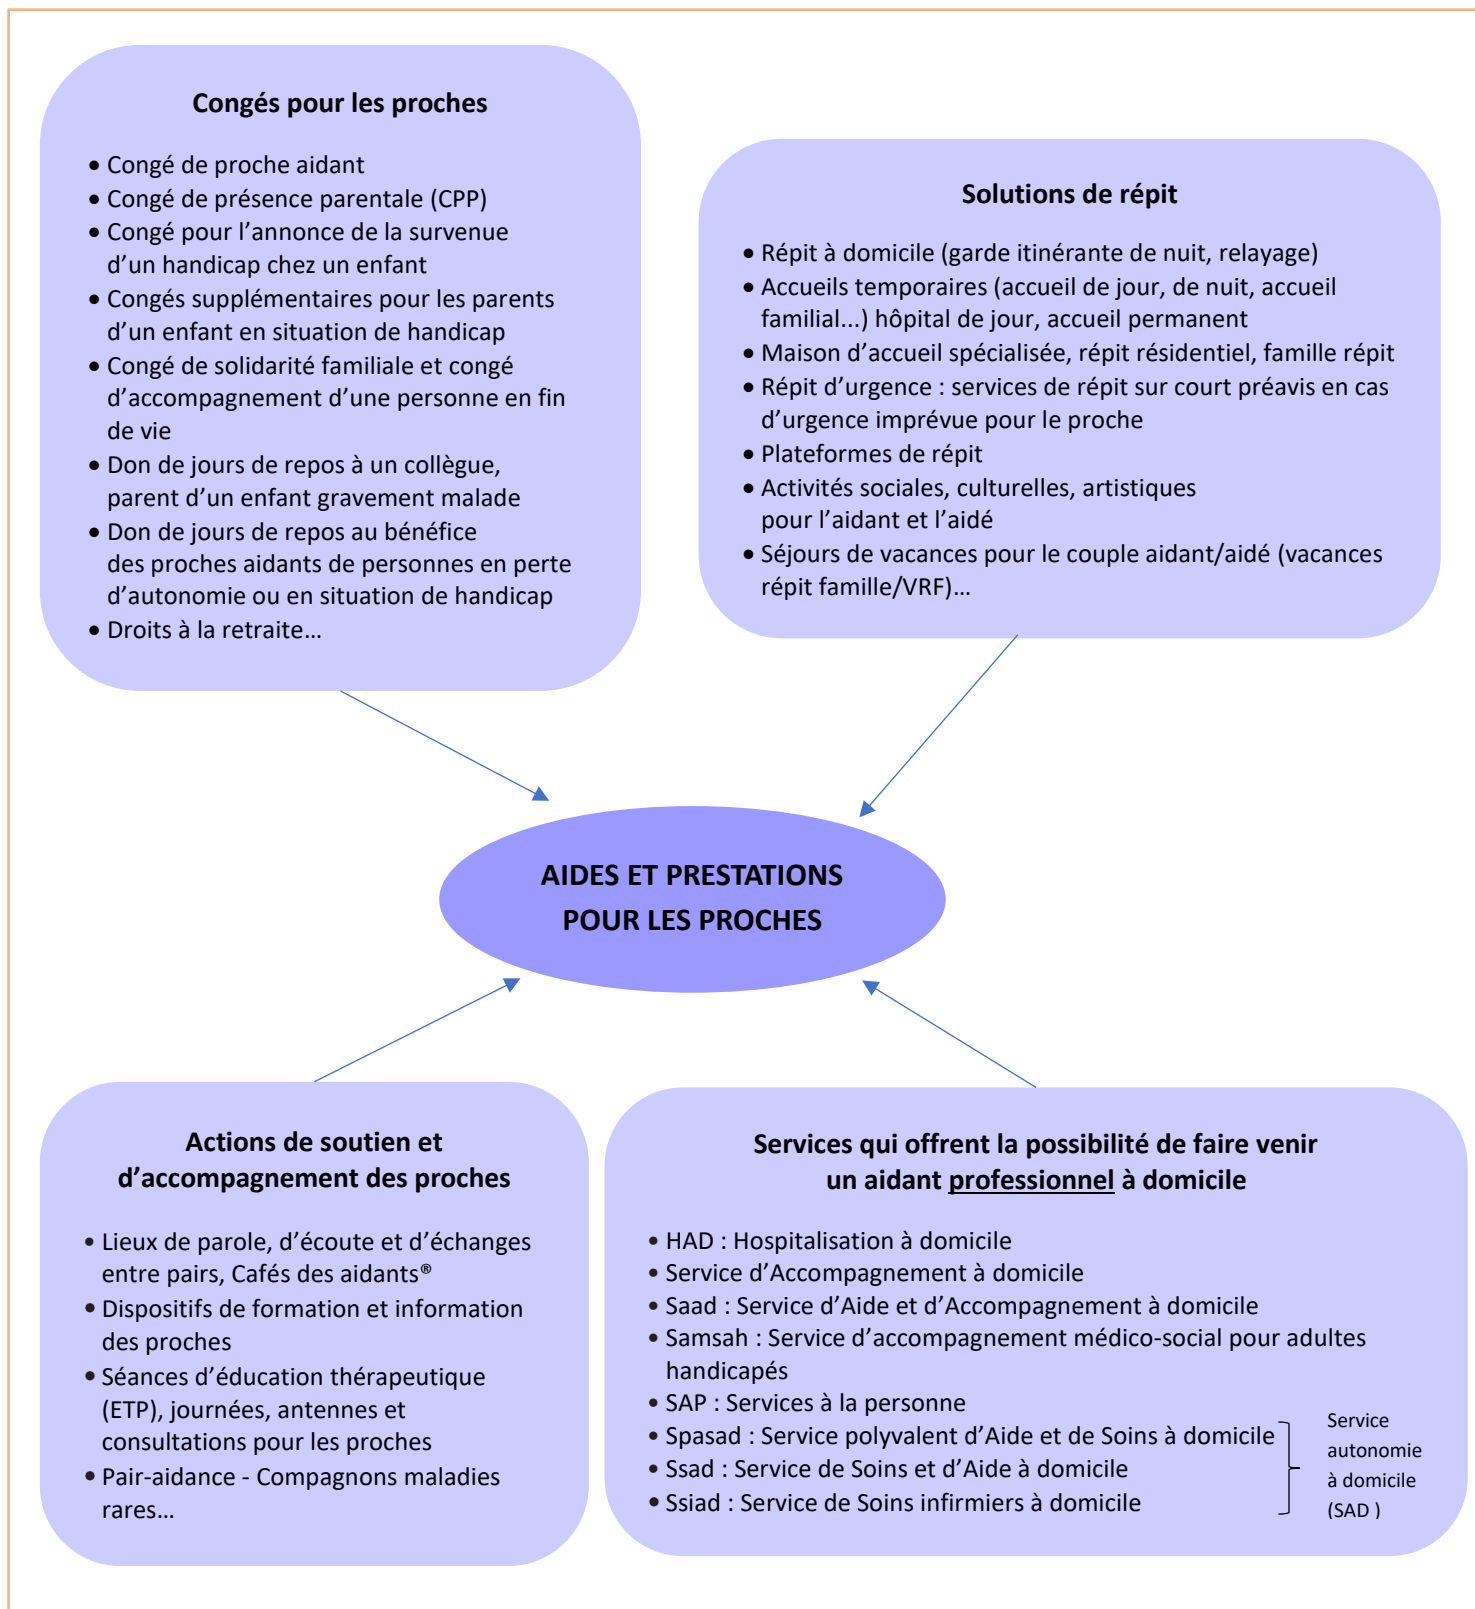 Congés pour les proches
• Congé de proche aidant
• Congé de présence parentale (CPP)
• Congé pour l’annonce de la survenue
d’un handicap chez un enfant
• Congés supplémentaires pour les parents
d’un enfant en situation de handicap
• Congé de solidarité familiale et congé
d’accompagnement d’une personne en fin
de vie
• Don de jours de repos à un collègue,
parent d’un enfant gravement malade
• Don de jours de repos au bénéfice
des proches aidants de personnes en perte
d’autonomie ou en situation de handicap
• Droits à la retraite…
Solutions de répit
• Répit à domicile (garde itinérante de nuit, relayage)
• Accueils temporaires (accueil de jour, de nuit, accueil
familial...) hôpital de jour, accueil permanent
• Maison d’accueil spécialisée, répit résidentiel, famille répit
• Répit d’urgence : services de répit sur court préavis en cas
d’urgence imprévue pour le proche
• Plateformes de répit
• Activités sociales, culturelles, artistiques
pour l’aidant et l’aidé
• Séjours de vacances pour le couple aidant/aidé (vacances
répit famille/VRF)…
AIDES ET PRESTATIONS
POUR LES PROCHES
Actions de soutien et
d’accompagnement des proches
• Lieux de parole, d’écoute et d’échanges
entre pairs, Cafés des aidants®
• Dispositifs de formation et information
des proches
• Séances d’éducation thérapeutique
(ETP), journées, antennes et
consultations pour les proches
• Pair-aidance - Compagnons maladies
rares…
Services qui offrent la possibilité de faire venir
un aidant professionnel à domicile
• HAD : Hospitalisation à domicile
• Service d’Accompagnement à domicile
• Saad : Service d’Aide et d’Accompagnement à domicile
• Samsah : Service d’accompagnement médico-social pour adultes
handicapés
• SAP : Services à la personne
• Spasad : Service polyvalent d’Aide et de Soins à domicile
• Ssad : Service de Soins et d’Aide à domicile
• Ssiad : Service de Soins infirmiers à domicile
Service
autonomie
à domicile
(SAD )